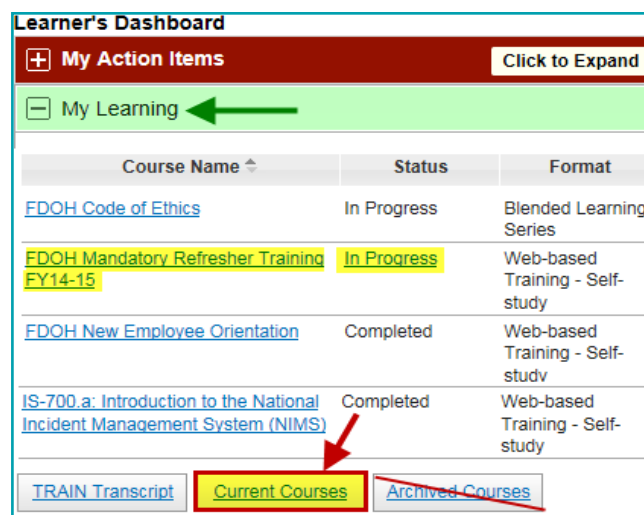 Learner's Dashboard
My Action Items Click to Expand
My Learning
Course Name Status Format
FDOH Code of Ethics In Progress Blended Learning
Series
FDOH Mandatory Refresher Training In Progress Web-based
FY14-15 Training - Self-
study
FDOH New Employee Orientation Completed Web-based
Training - Self-
study
IS-700.a: Introduction to the National Completed Web-based
Incident Management System (NIMS) Training - Self-
study
TRAIN Transcript Current Courses Archived Courses